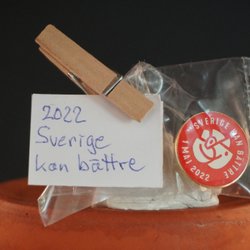 2022
Sverige
kan bättre
SVERIGE KAN BÄTTRE
1 MAJ 2022